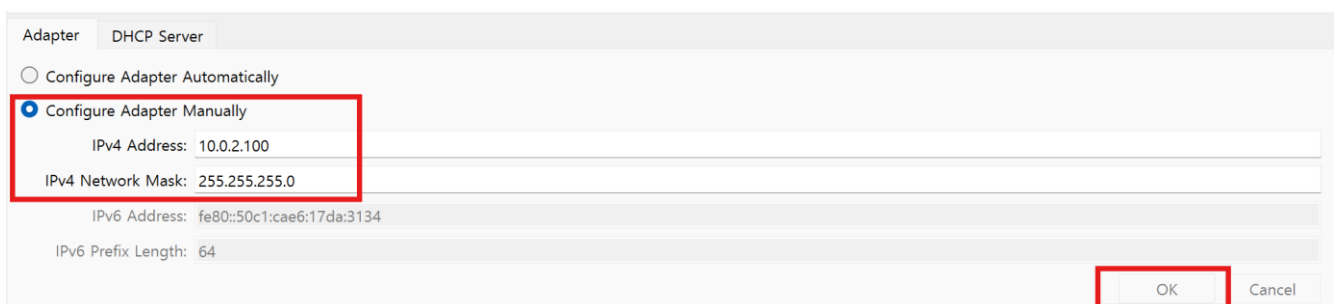 Adapter DHCP Server
Configure Adapter Automatically
Configure Adapter Manually
IPv4 Address: 10.0.2.100
IPv4 Network Mask: 255.255.255.0
IPv6 Address: fe80::50c1:cae6:17da:3134
IPv6 Prefix Length: 64
OK Cancel